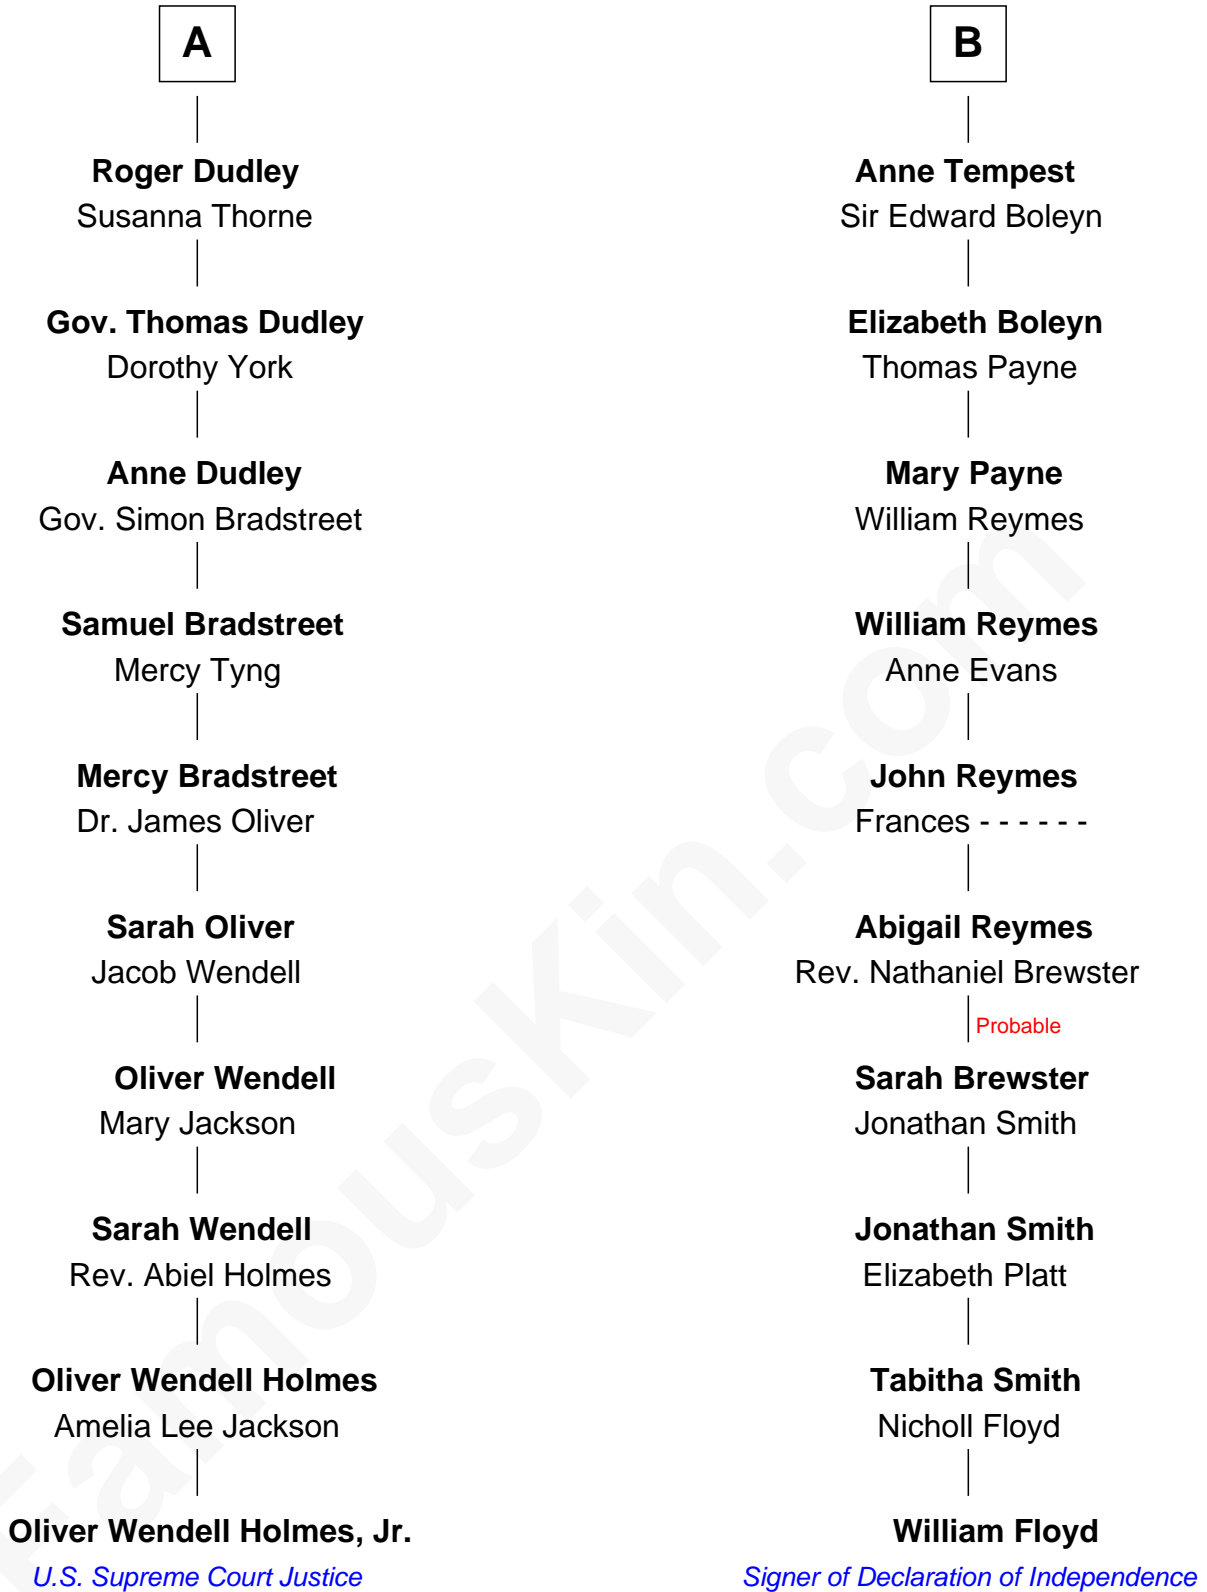 A
Roger Dudley
Susanna Thorne
Gov. Thomas Dudley
Dorothy York
Anne Dudley
Gov. Simon Bradstreet
Samuel Bradstreet
Mercy Tyng
Mercy Bradstreet
Dr. James Oliver
Sarah Oliver
Jacob Wendell
Oliver Wendell
Mary Jackson
Sarah Wendell
Rev. Abiel Holmes
Oliver Wendell Holmes
Amelia Lee Jackson
Oliver Wendell Holmes, Jr.
U.S. Supreme Court Justice
B
Anne Tempest
Sir Edward Boleyn
Elizabeth Boleyn
Thomas Payne
Mary Payne
William Reymes
William Reymes
Anne Evans
John Reymes
Frances - - - - - -
Abigail Reymes
Rev. Nathaniel Brewster
Probable
Sarah Brewster
Jonathan Smith
Jonathan Smith
Elizabeth Platt
Tabitha Smith
Nicholl Floyd
William Floyd
Signer of Declaration of Independence
FamousKin.com